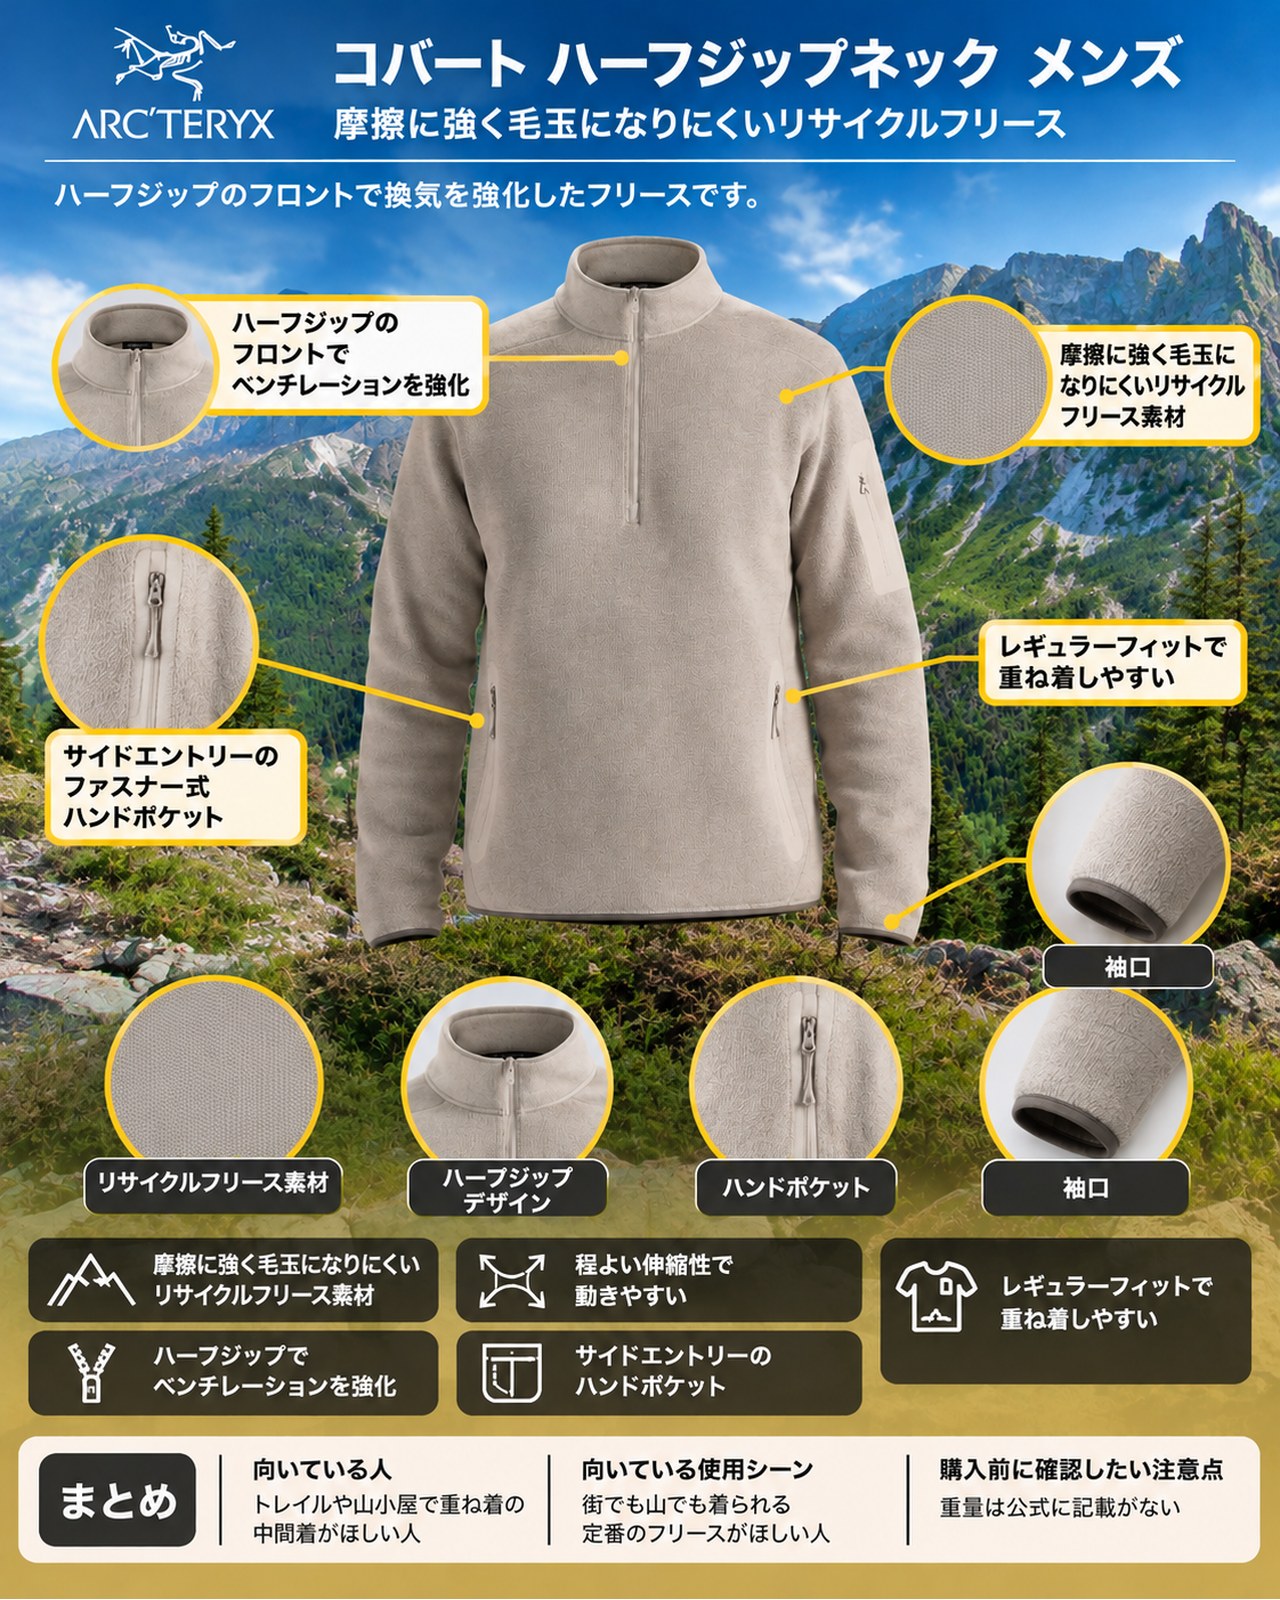 ARC'TERYX
コバート ハーフジップネック メンズ
摩擦に強く毛玉になりにくいリサイクルフリース
ハーフジップのフロントで換気を強化したフリースです。
ハーフジップの
フロントで
ベンチレーションを強化
摩擦に強く毛玉に
なりにくいリサイクル
フリース素材
サイドエントリーの
ファスナー式
ハンドポケット
レギュラーフィットで
重ね着しやすい
袖口
リサイクルフリース素材
ハーフジップ
デザイン
ハンドポケット
袖口
摩擦に強く毛玉になりにくい
リサイクルフリース素材
程よい伸縮性で
動きやすい
レギュラーフィットで
重ね着しやすい
ハーフジップで
ベンチレーションを強化
サイドエントリーの
ハンドポケット
まとめ
向いている人
トレイルや山小屋で重ね着の
中間着がほしい人
向いている使用シーン
街でも山でも着られる
定番のフリースがほしい人
購入前に確認したい注意点
重量は公式に記載がない